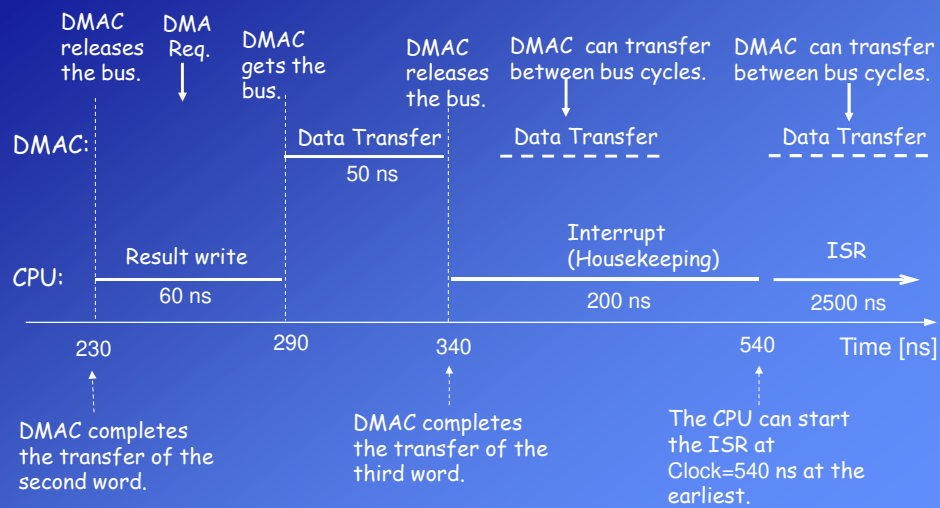 DMAC
releases
the bus.
DMA
Req.
DMAC
gets the
bus.
DMAC
releases
the bus.
DMAC can transfer
between bus cycles.
DMAC can transfer
between bus cycles.
DMAC:
Data Transfer
50 ns
Data Transfer
Data Transfer
CPU:
Result write
60 ns
Interrupt
(Housekeeping)
200 ns
ISR
2500 ns
230
290
340
540
Time [ns]
DMAC completes
the transfer of the
second word.
DMAC completes
the transfer of the
third word.
The CPU can start
the ISR at
Clock=540 ns at the
earliest.